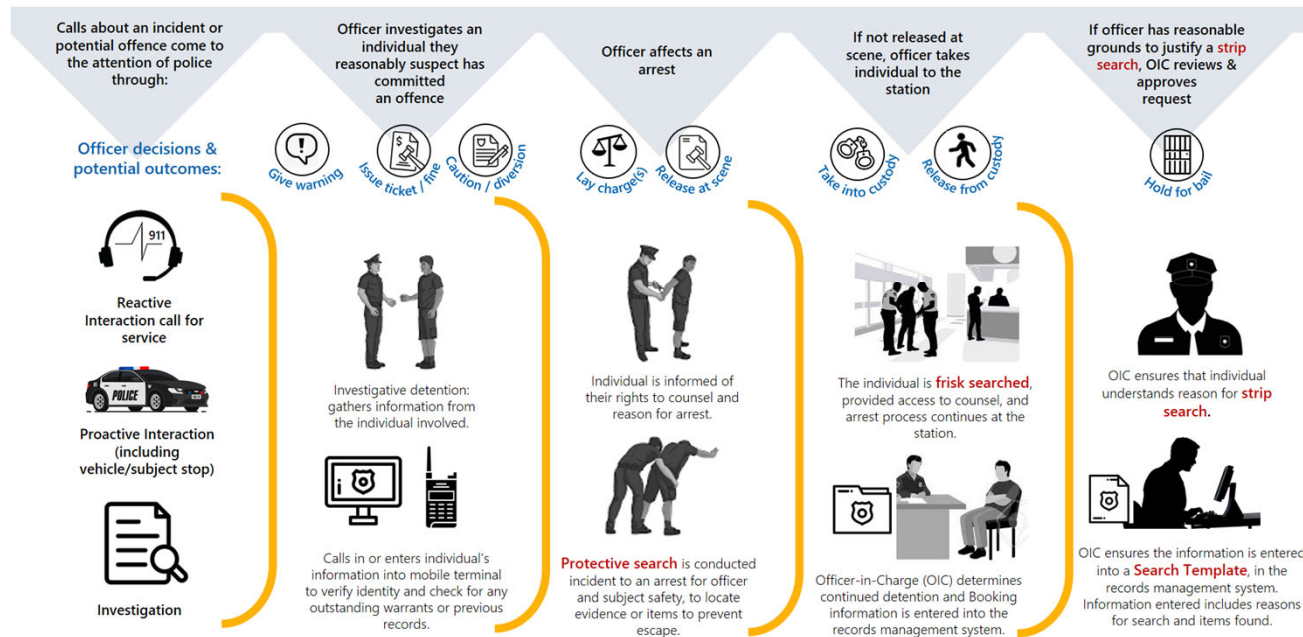 Calls about an incident or
potential offence come to
the attention of police
through:
Officer decisions &
potential outcomes:
911
Reactive
Interaction call for
service
POLICE
Proactive Interaction
(including
vehicle/subject stop)
Investigation
Officer investigates an
individual they
reasonably suspect has
committed
an offence
Give warning
$
Issue ticket / fine
Caution / diversion
Investigative detention:
gathers information from
the individual involved.
Calls in or enters individual’s
information into mobile terminal
to verify identity and check for any
outstanding warrants or previous
records.
Officer affects an
arrest
Lay charge(s)
Release at scene
Individual is informed of
their rights to counsel and
reason for arrest.
Protective search is conducted
incident to an arrest for officer
and subject safety, to locate
evidence or items to prevent
escape.
If not released at
scene, officer takes
individual to the
station
Take into custody
Release from custody
The individual is frisk searched,
provided access to counsel, and
arrest process continues at the
station.
Officer-in-Charge (OIC) determines
continued detention and Booking
information is entered into the
records management system.
If officer has reasonable
grounds to justify a strip
search, OIC reviews &
approves
request
Hold for bail
OIC ensures that individual
understands reason for strip
search.
OIC ensures the information is entered
into a Search Template, in the
records management system.
Information entered includes reasons
for search and items found.